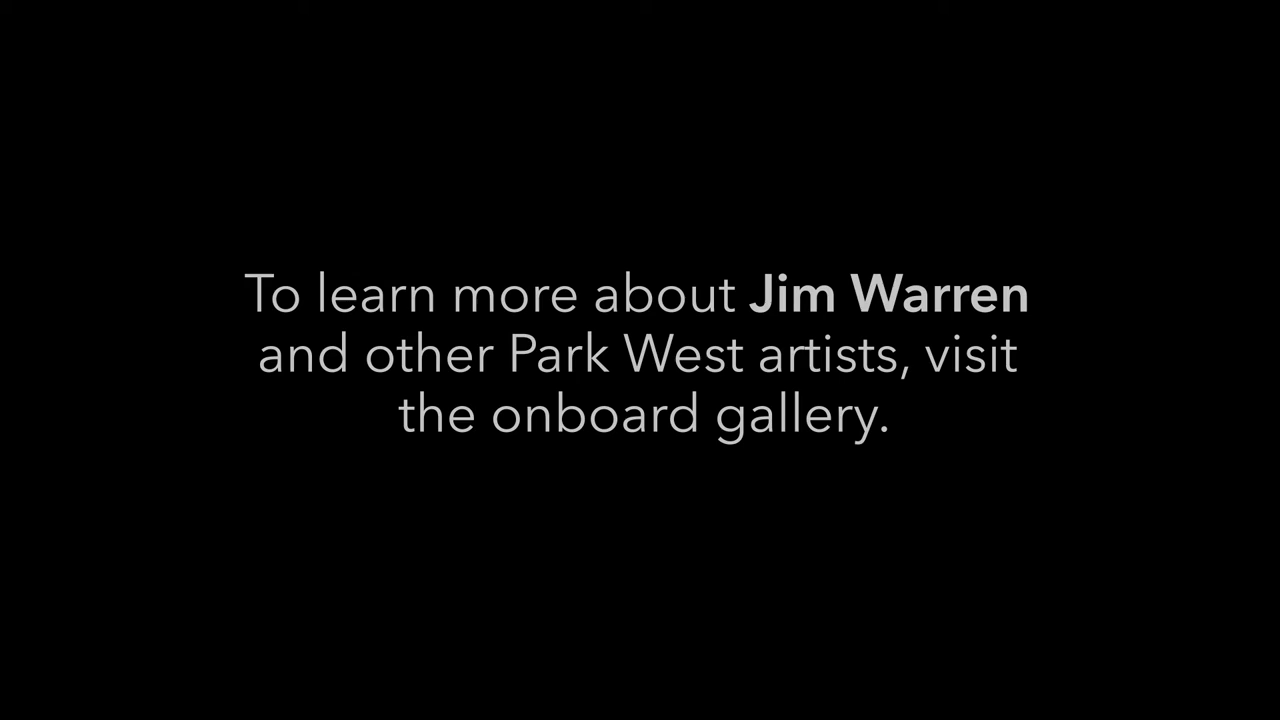 To learn more about Jim Warren
and other Park West artists, visit
the onboard gallery.